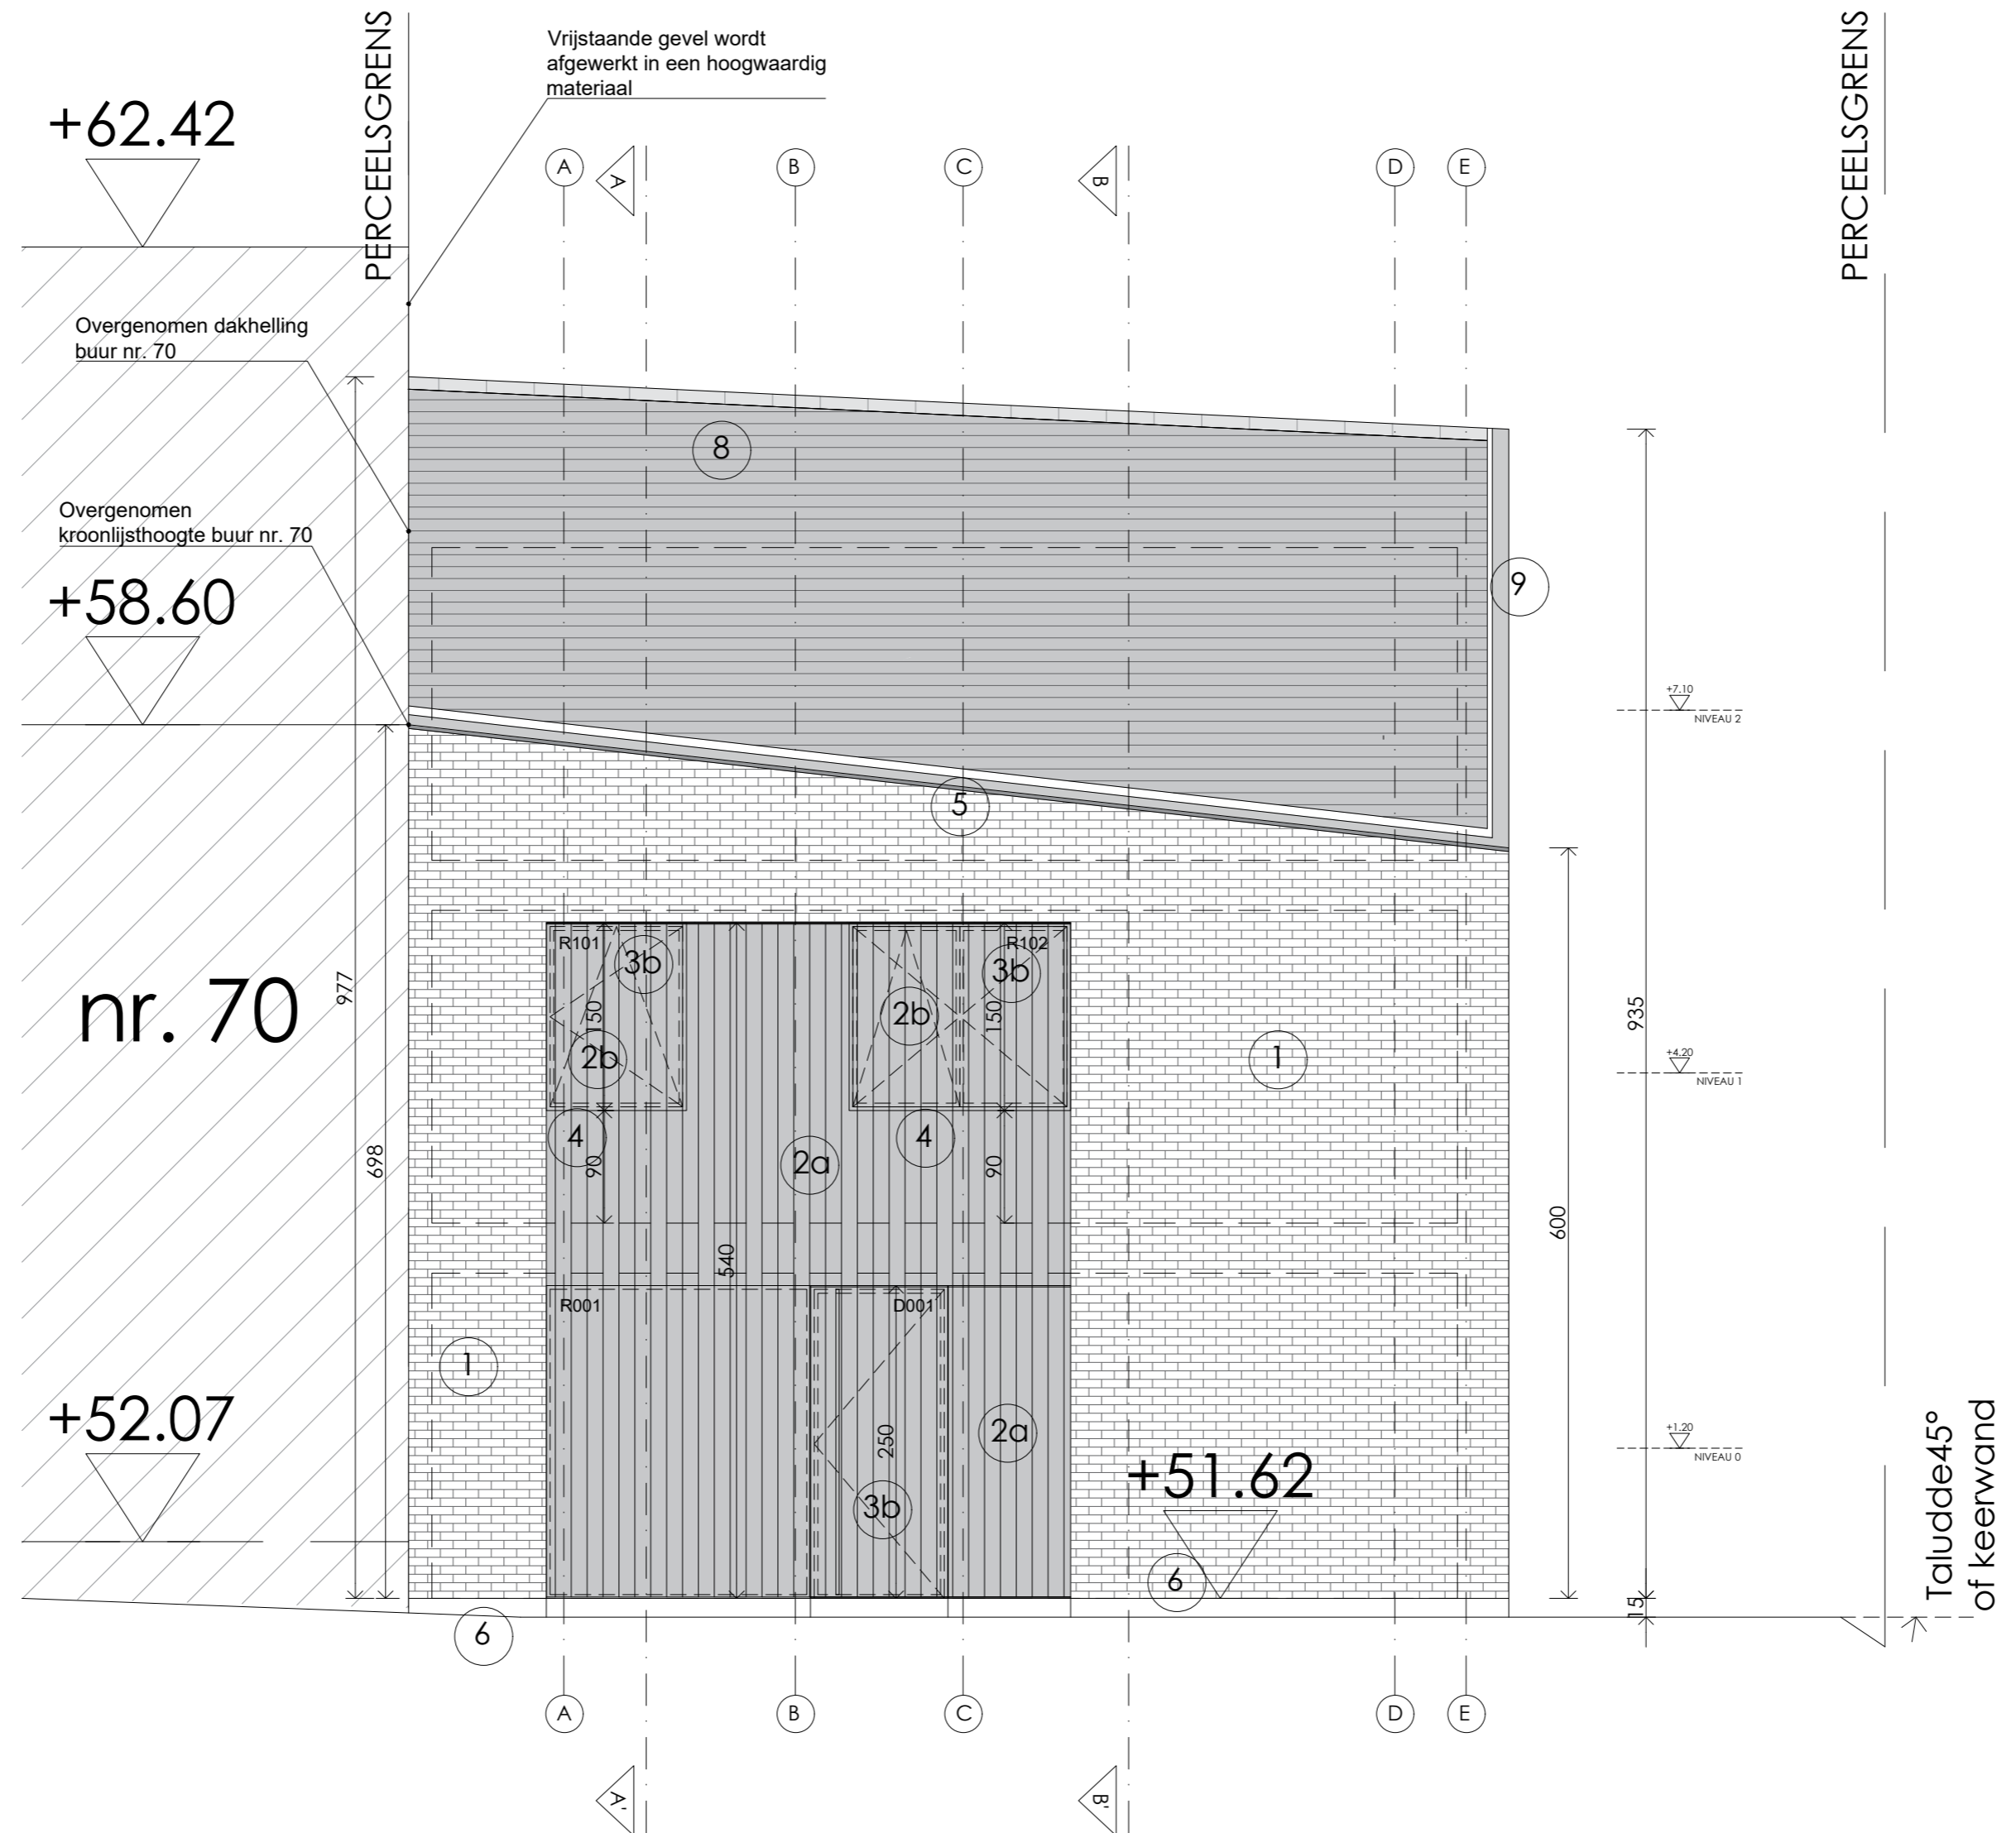 PERCEELSGRENS
PERCEELSGRENS
Vrijstaande gevel wordt
afgewerkt in een hoogwaardig
materiaal
+62.42
A
A
B
C
B
D
E
Overgenomen dakhelling
buur nr. 70
8
Overgenomen
kroonlijsthoogte buur nr. 70
9
+58.60
+7.10
NIVEAU 2
5
R101
3b
R102
3b
nr. 70
977
150
2b
2b
150
1
935
+4.20
NIVEAU 1
4
4
698
90
2a
90
540
600
R001
D001
1
+52.07
250
2a
+51.62
+1.20
NIVEAU 0
3b
6
15
Taludde45°
of keerwand
6
A
B
C
D
E
A'
B'